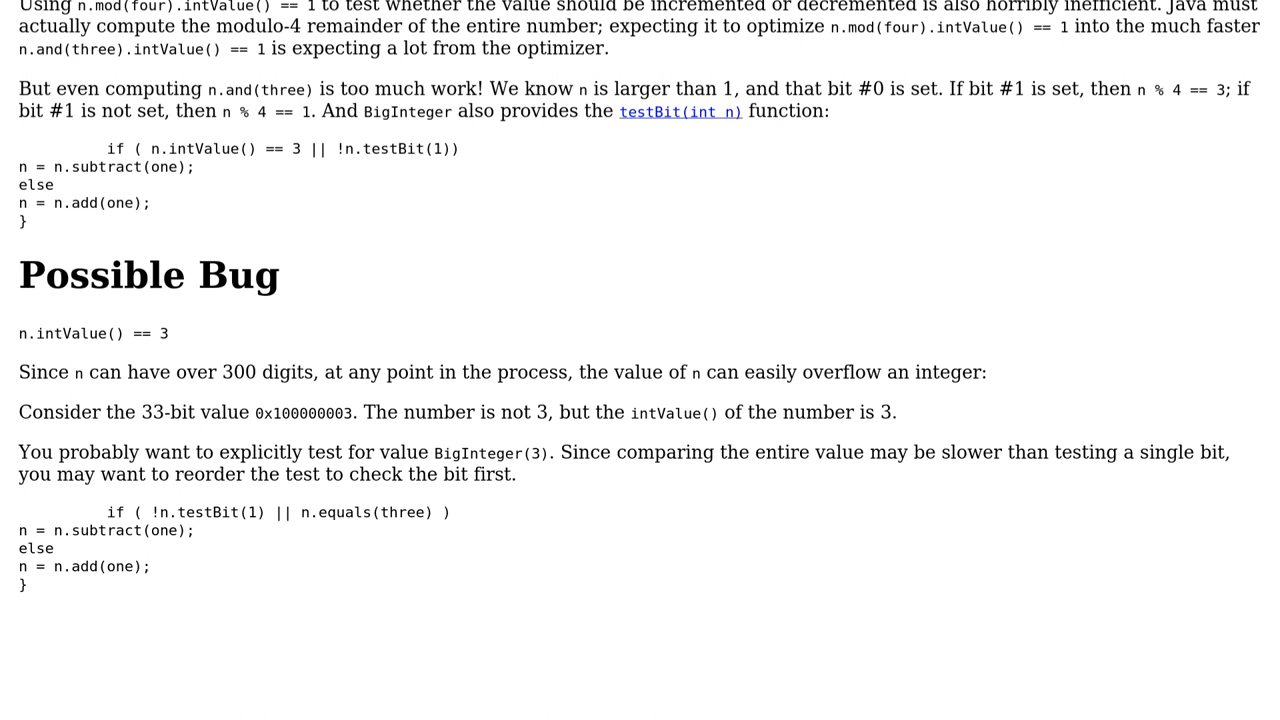 Using n.mod(four).intValue() == 1 to test whether the value should be incremented or decremented is also horribly inefficient. Java must
actually compute the modulo-4 remainder of the entire number; expecting it to optimize n.mod(four).intValue() == 1 into the much faster
n.and(three).intValue() == 1 is expecting a lot from the optimizer.
But even computing n.and(three) is too much work! We know n is larger than 1, and that bit #0 is set. If bit #1 is set, then n % 4 == 3; if
bit #1 is not set, then n % 4 == 1. And BigInteger also provides the testBit(int n) function:
if ( n.intValue() == 3 || !n.testBit(1))
n = n.subtract(one);
else
n = n.add(one);
}
Possible Bug
n.intValue() == 3
Since n can have over 300 digits, at any point in the process, the value of n can easily overflow an integer:
Consider the 33-bit value 0x100000003. The number is not 3, but the intValue() of the number is 3.
You probably want to explicitly test for value BigInteger(3). Since comparing the entire value may be slower than testing a single bit,
you may want to reorder the test to check the bit first.
if ( !n.testBit(1) || n.equals(three) )
n = n.subtract(one);
else
n = n.add(one);
}